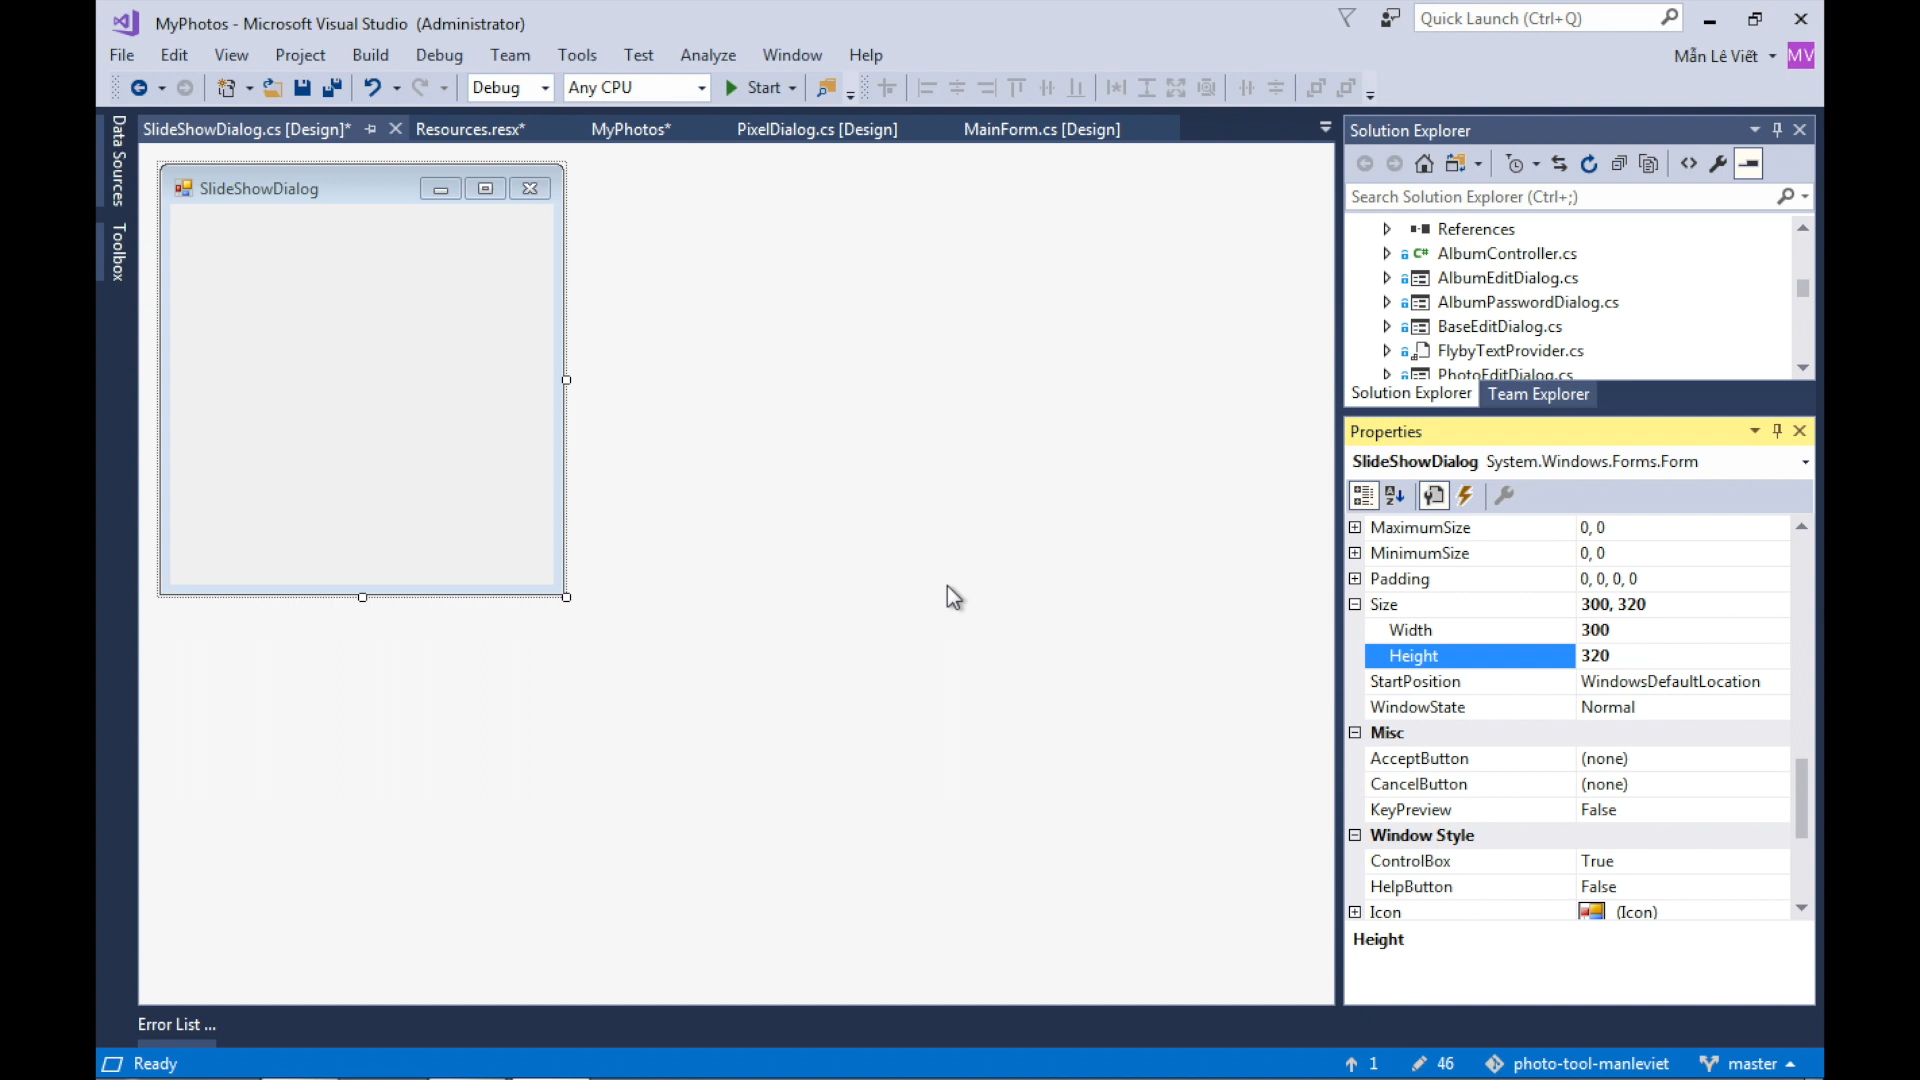 MyPhotos - Microsoft Visual Studio (Administrator)
Quick Launch (Ctrl+Q)
File Edit View Project Build Debug Team Tools Test Analyze Window Help
Mẫn Lê Viết MV
Debug Any CPU Start
SlideShowDialog.cs [Design]* Resources.resx* MyPhotos* PixelDialog.cs [Design] MainForm.cs [Design]
Data Sources
Toolbox
SlideShowDialog
Solution Explorer
Search Solution Explorer (Ctrl+;)
References
C# AlbumController.cs
AlbumEditDialog.cs
AlbumPasswordDialog.cs
BaseEditDialog.cs
FlybyTextProvider.cs
PhotoEditDialog.cs
Solution Explorer Team Explorer
Properties
SlideShowDialog System.Windows.Forms.Form
MaximumSize 0, 0
MinimumSize 0, 0
Padding 0, 0, 0, 0
Size 300, 320
Width 300
Height 320
StartPosition WindowsDefaultLocation
WindowState Normal
Misc
AcceptButton (none)
CancelButton (none)
KeyPreview False
Window Style
ControlBox True
HelpButton False
Icon (Icon)
Height
Error List ...
Ready
1 46 photo-tool-manleviet master